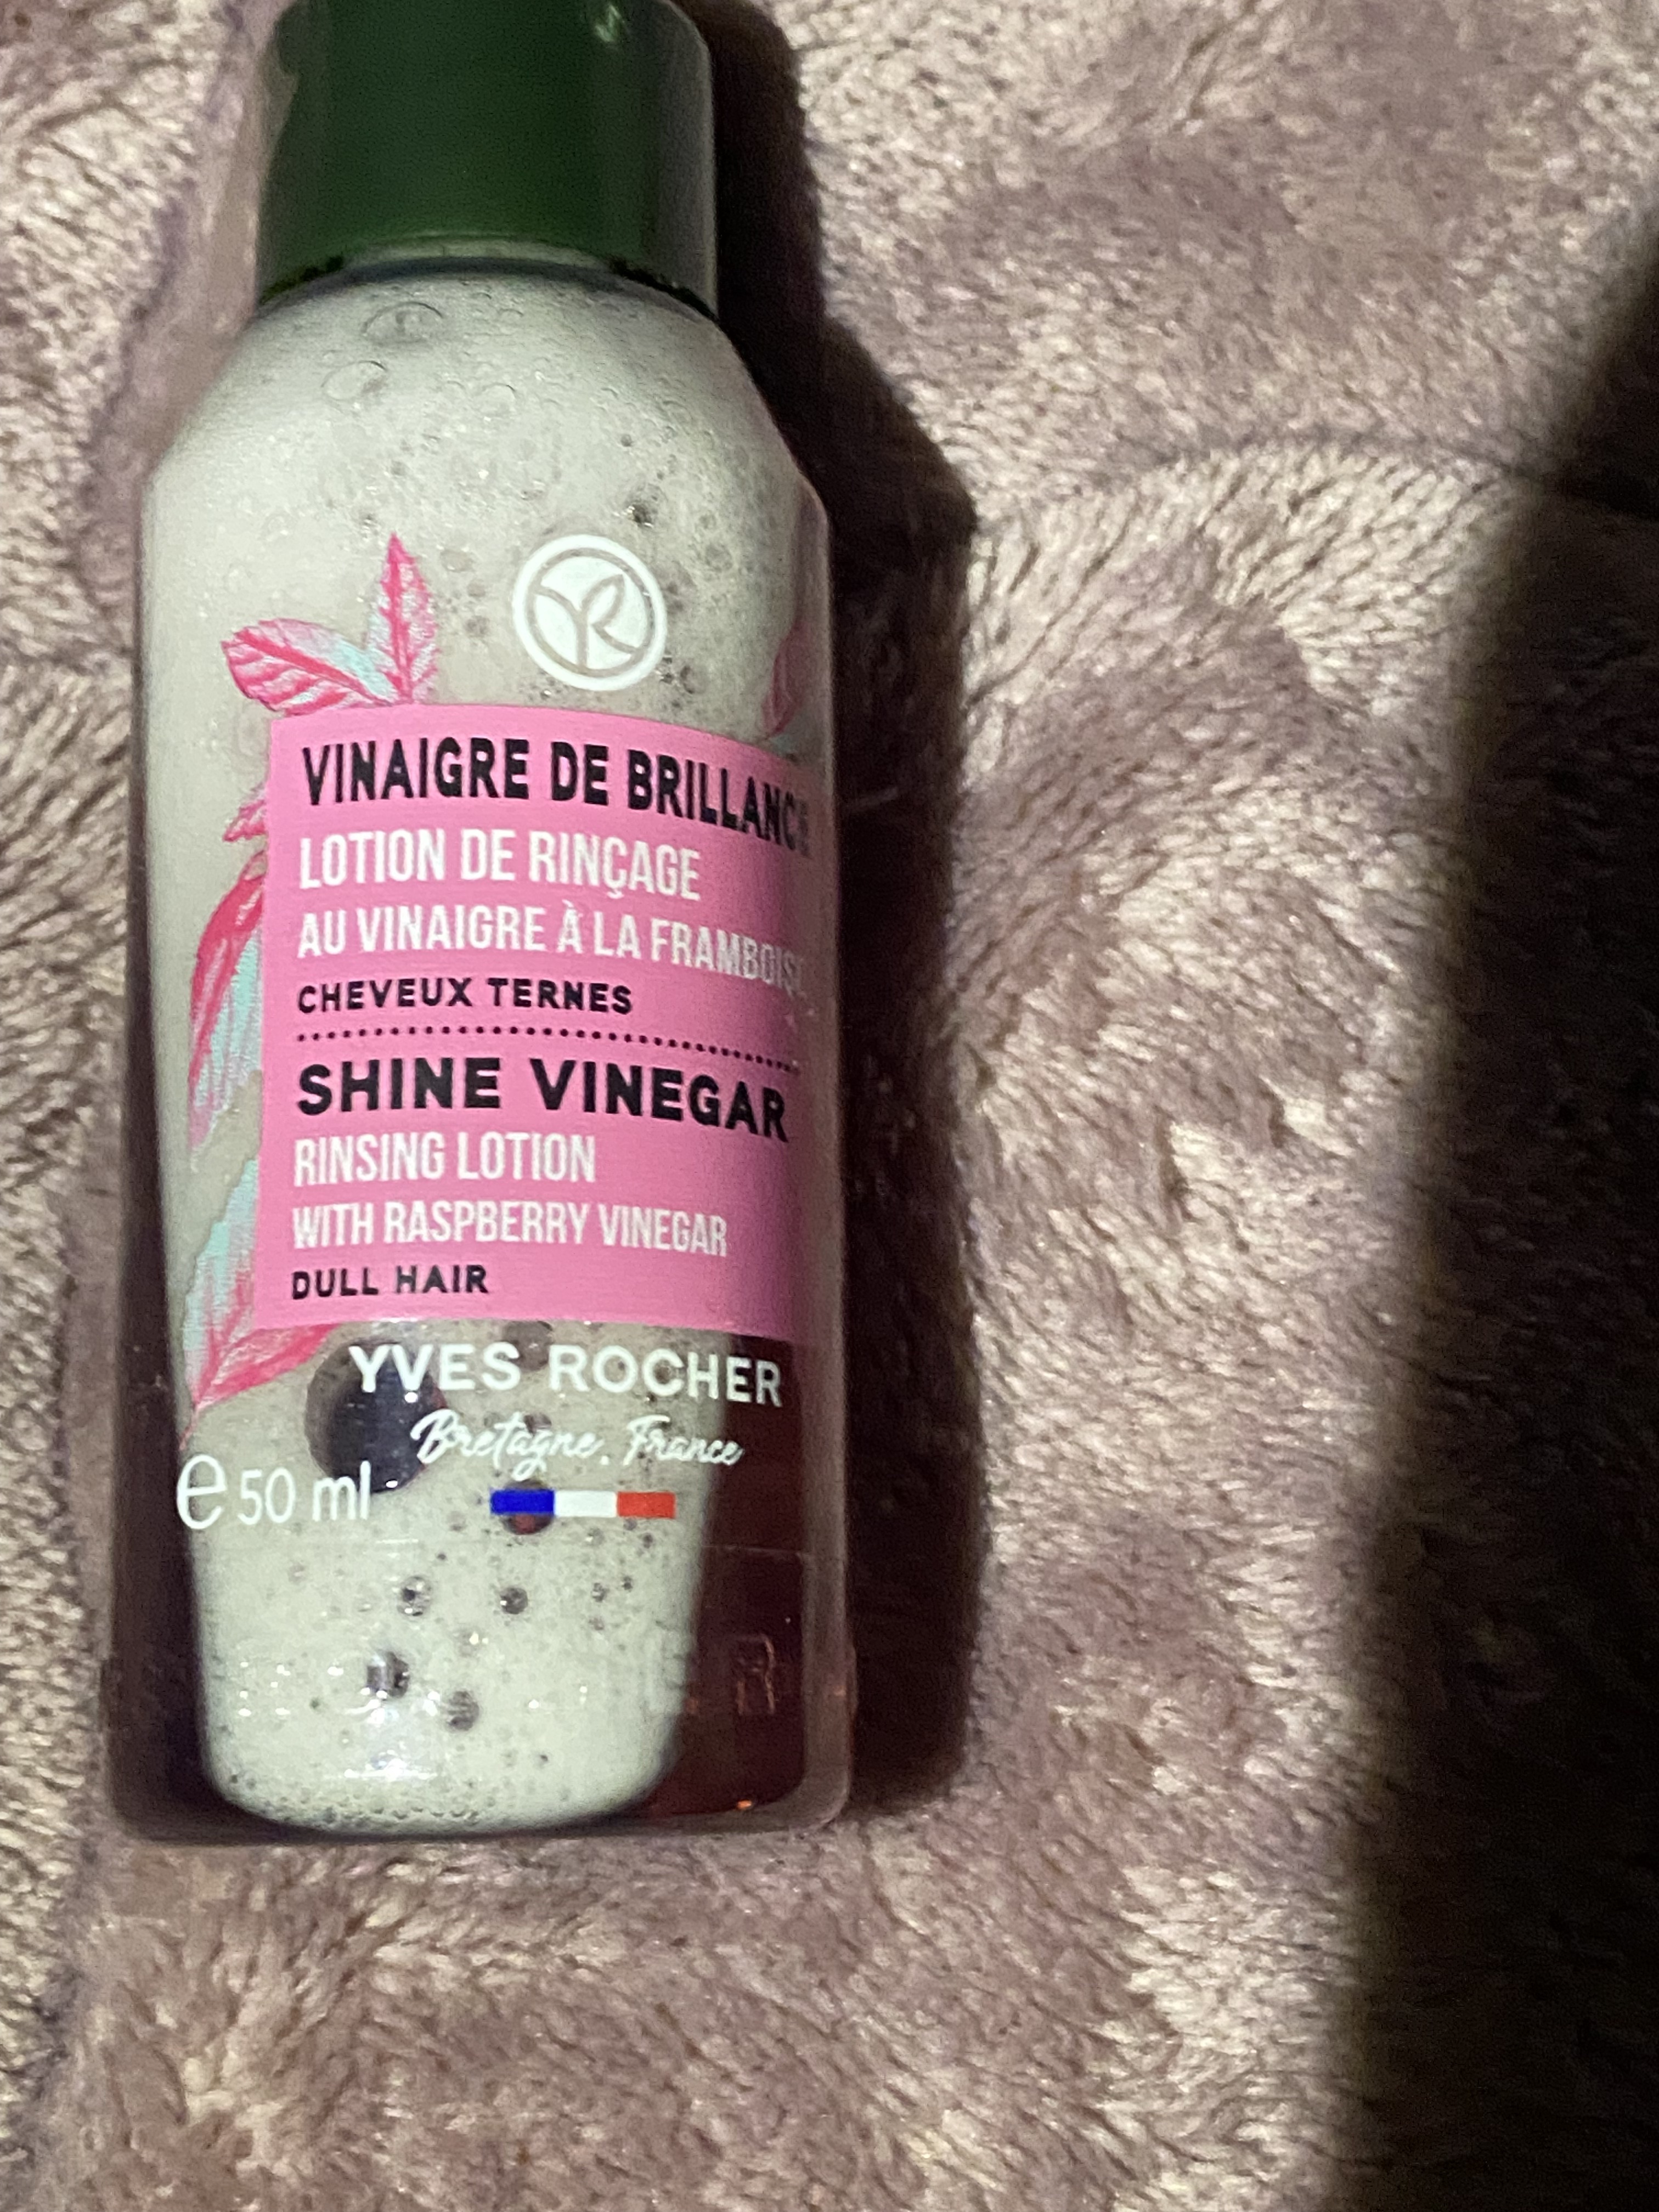 VINAIGRE DE BRILLANCE
LOTION DE RINÇAGE
AU VINAIGRE À LA FRAMBOISE
CHEVEUX TERNES
SHINE VINEGAR
RINSING LOTION
WITH RASPBERRY VINEGAR
DULL HAIR
YVES ROCHER
Bretagne, France
e 50 ml